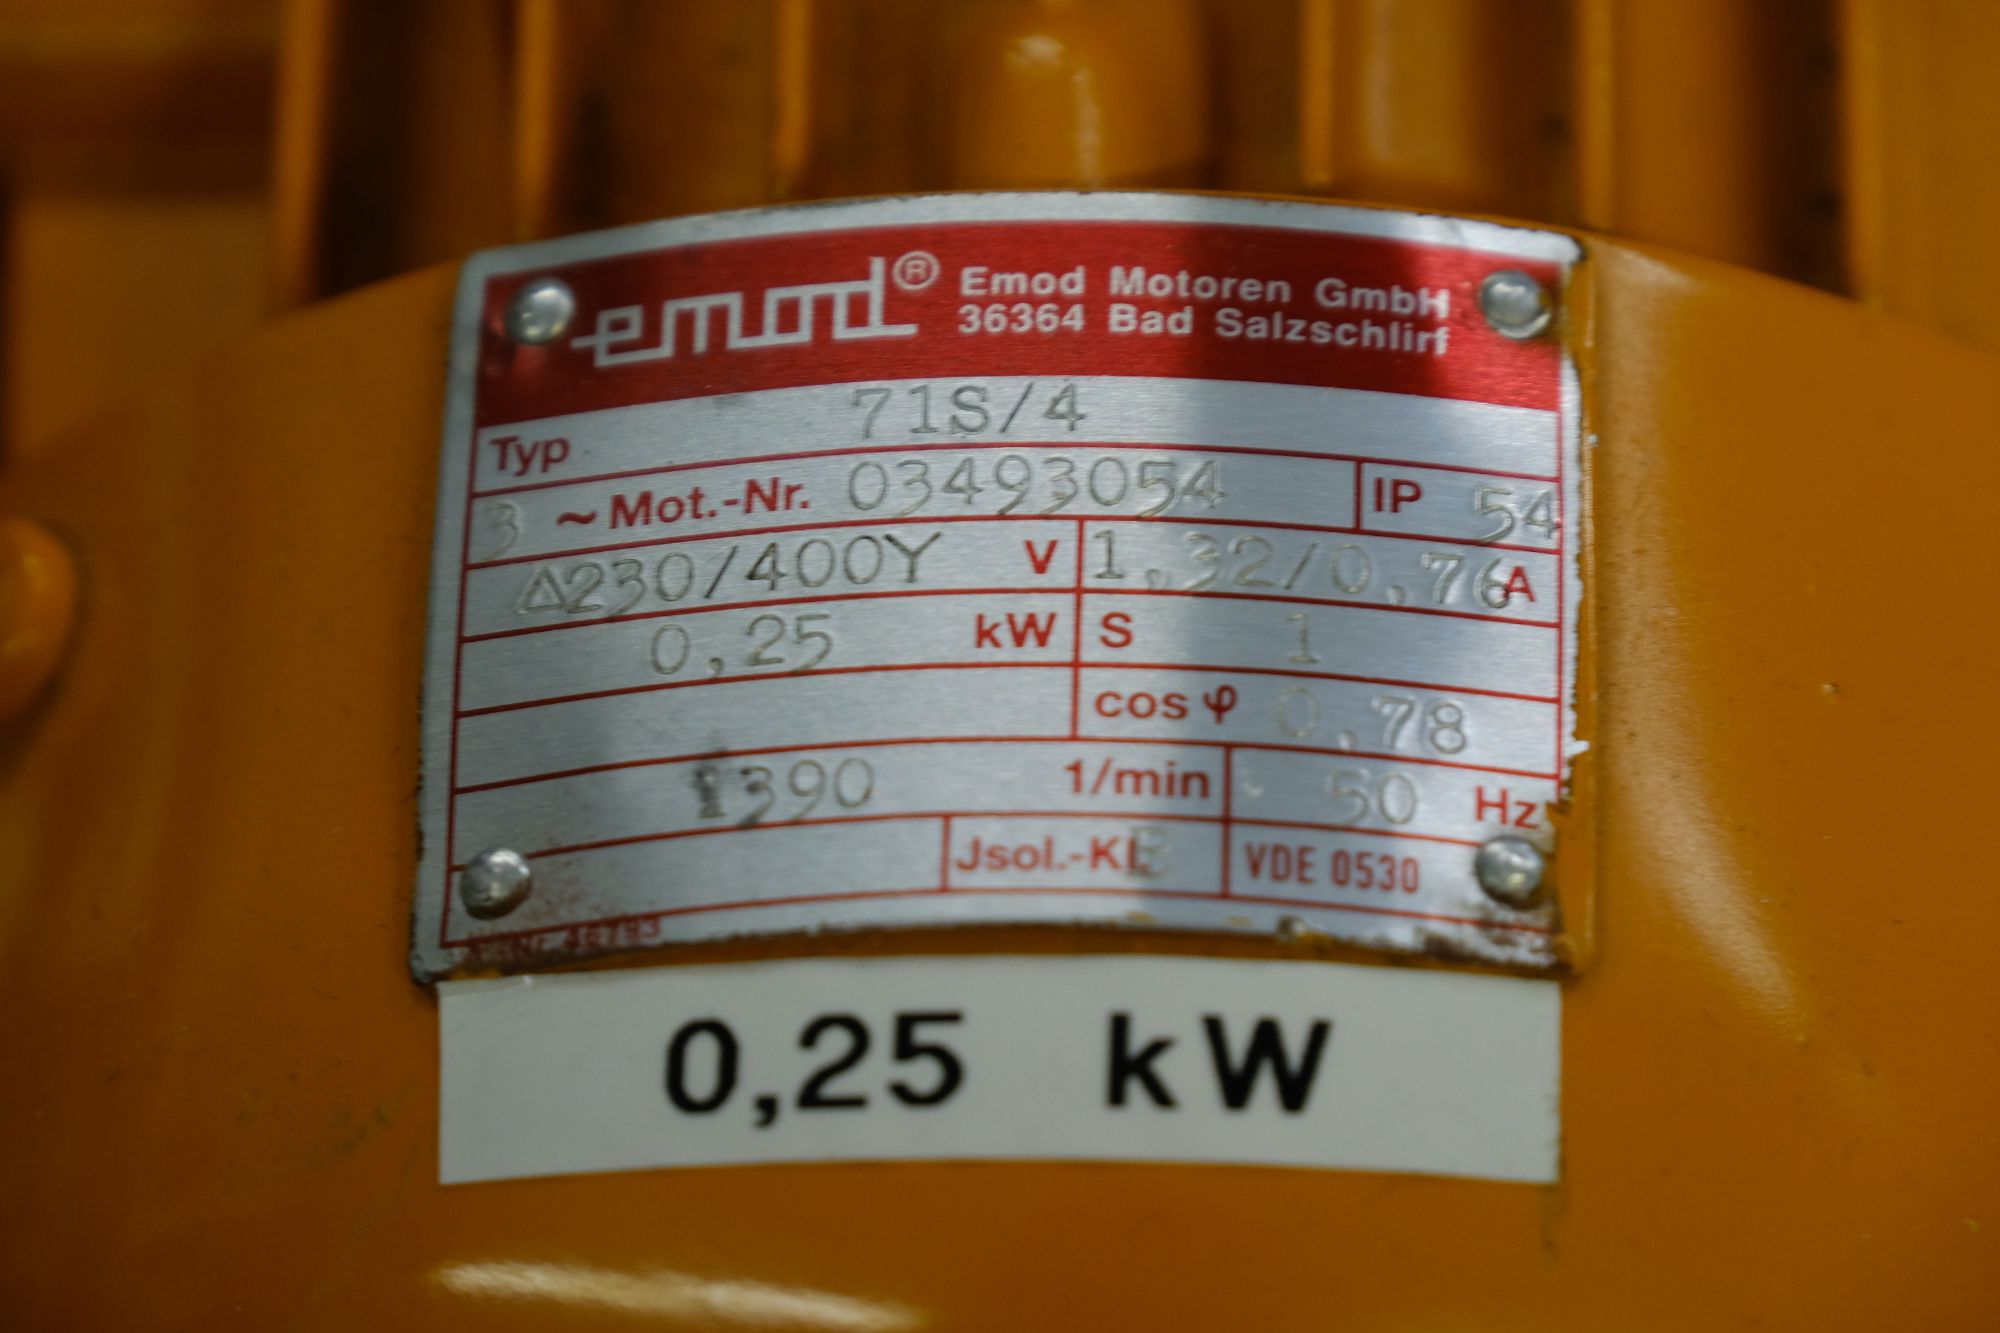 emod® Emod Motoren GmbH
36364 Bad Salzschlirf
Typ 71S/4
3 ~ Mot.-Nr. 03493054 IP 54
Δ230/400Y V 1,32/0,76 A
0,25 kW S 1
cos φ 0,78
1390 1/min 50 Hz
Jsol.-Kl. VDE 0530
0,25 kW